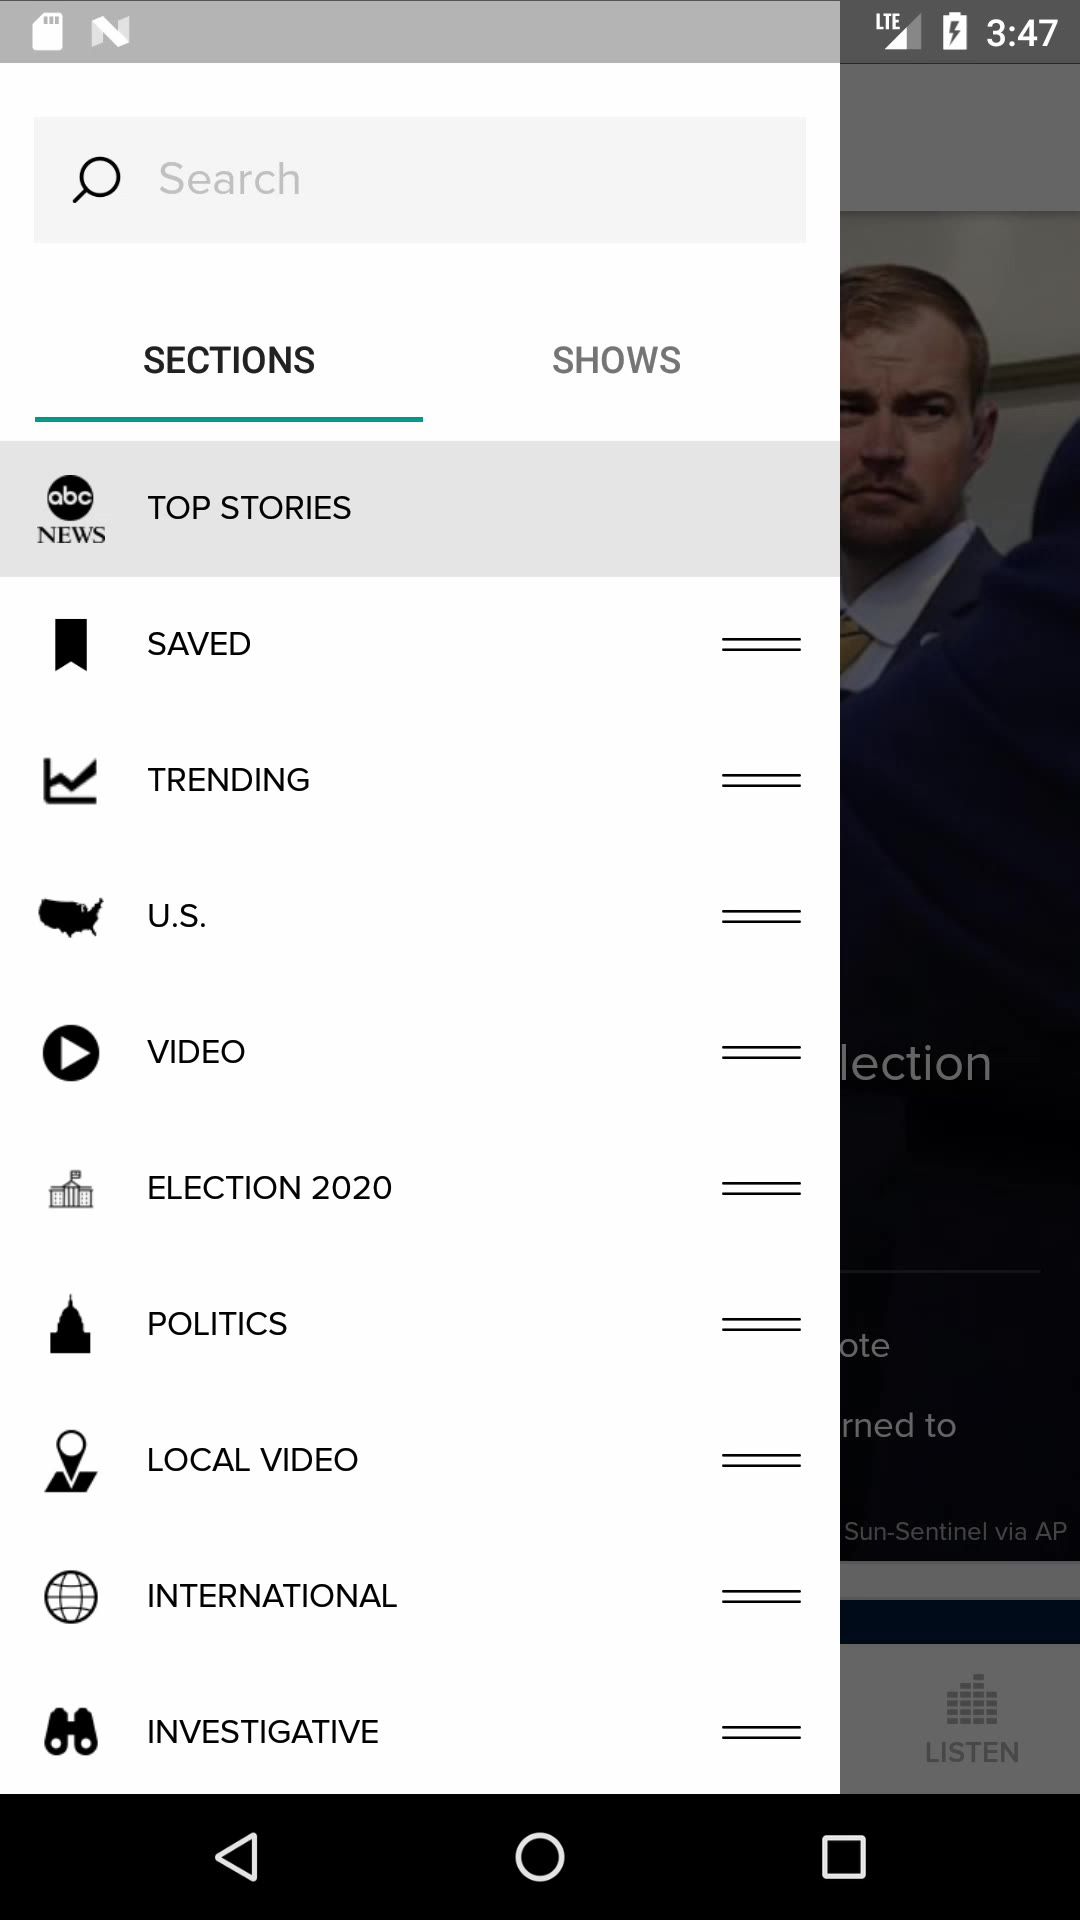 LTE 3:47
Search
SECTIONS SHOWS
abc
NEWS
TOP STORIES
SAVED
TRENDING
U.S.
VIDEO
lection
ELECTION 2020
POLITICS
ote
rned to
LOCAL VIDEO
Sun-Sentinel via AP
INTERNATIONAL
INVESTIGATIVE
LISTEN